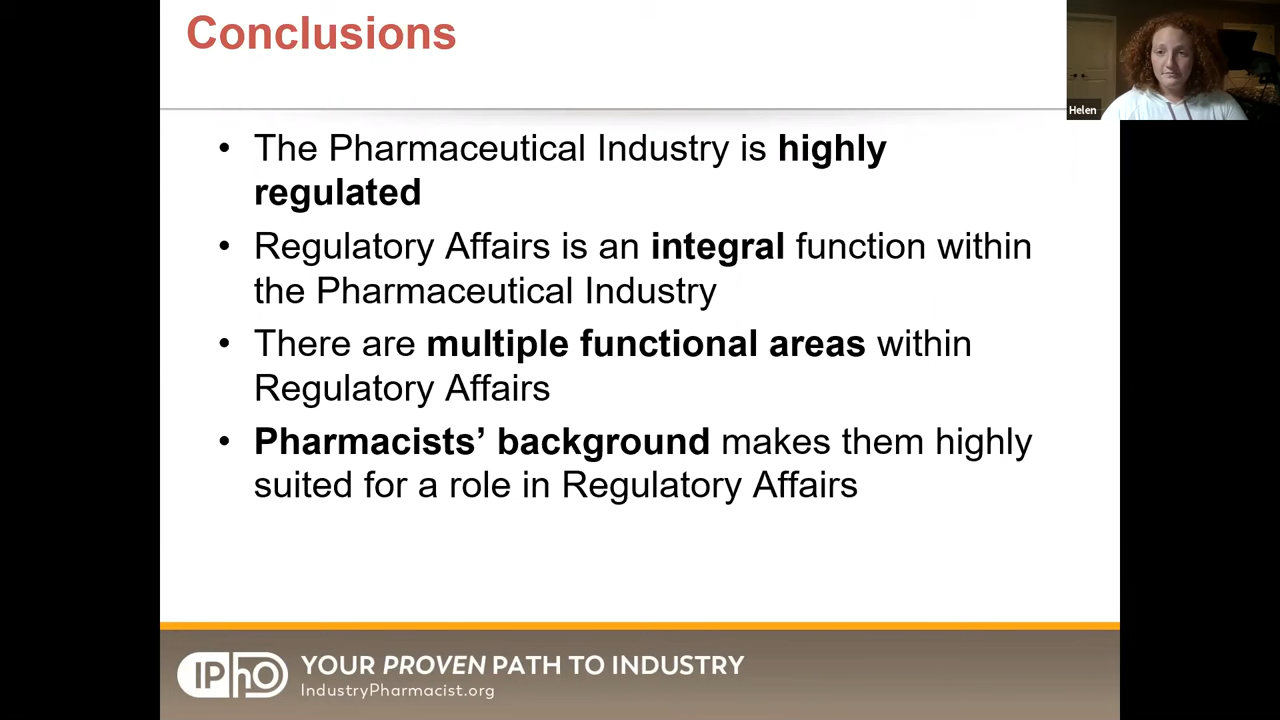 Conclusions
Helen
• The Pharmaceutical Industry is highly
regulated
• Regulatory Affairs is an integral function within
the Pharmaceutical Industry
• There are multiple functional areas within
Regulatory Affairs
• Pharmacists’ background makes them highly
suited for a role in Regulatory Affairs
IPhO
YOUR PROVEN PATH TO INDUSTRY
IndustryPharmacist.org